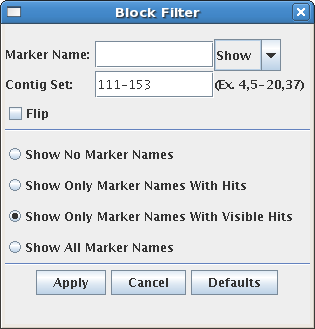 Block Filter
Marker Name: Show
Contig Set: 111-153 (Ex. 4,5-20,37)
Flip
Show No Marker Names
Show Only Marker Names With Hits
Show Only Marker Names With Visible Hits
Show All Marker Names
Apply Cancel Defaults